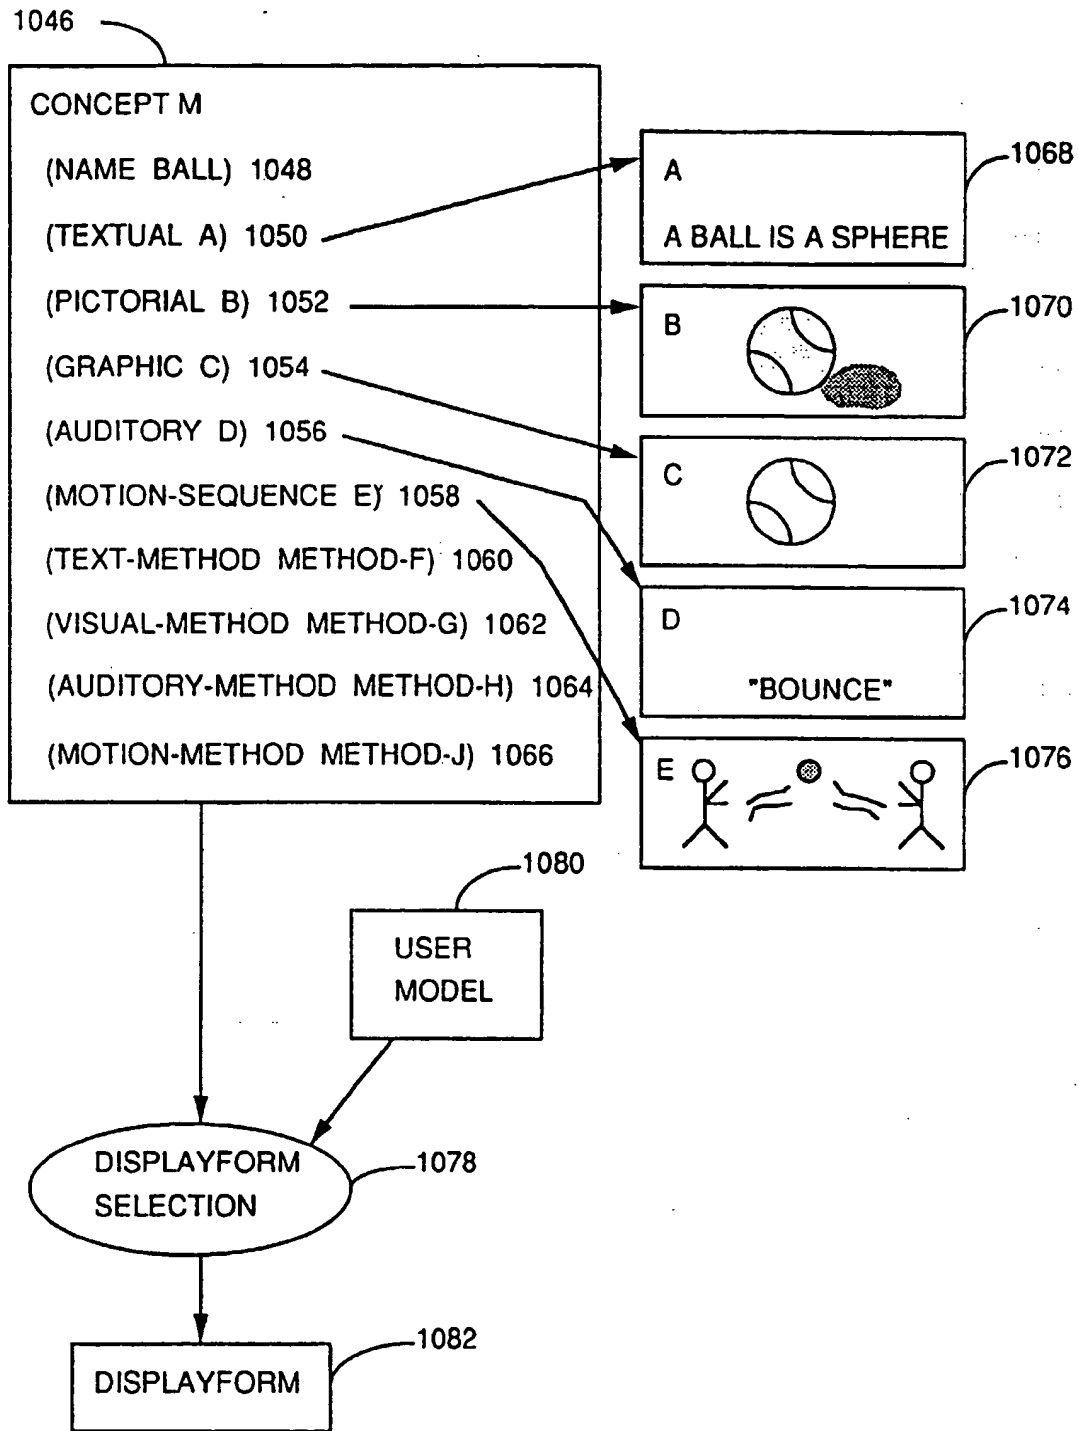 1046
CONCEPT M
(NAME BALL) 1048
(TEXTUAL A) 1050
(PICTORIAL B) 1052
(GRAPHIC C) 1054
(AUDITORY D) 1056
(MOTION-SEQUENCE E) 1058
(TEXT-METHOD METHOD-F) 1060
(VISUAL-METHOD METHOD-G) 1062
(AUDITORY-METHOD METHOD-H) 1064
(MOTION-METHOD METHOD-J) 1066
A
A BALL IS A SPHERE
1068
B
1070
C
1072
D
"BOUNCE"
1074
E
1076
1080
USER
MODEL
DISPLAYFORM
SELECTION
1078
DISPLAYFORM
1082